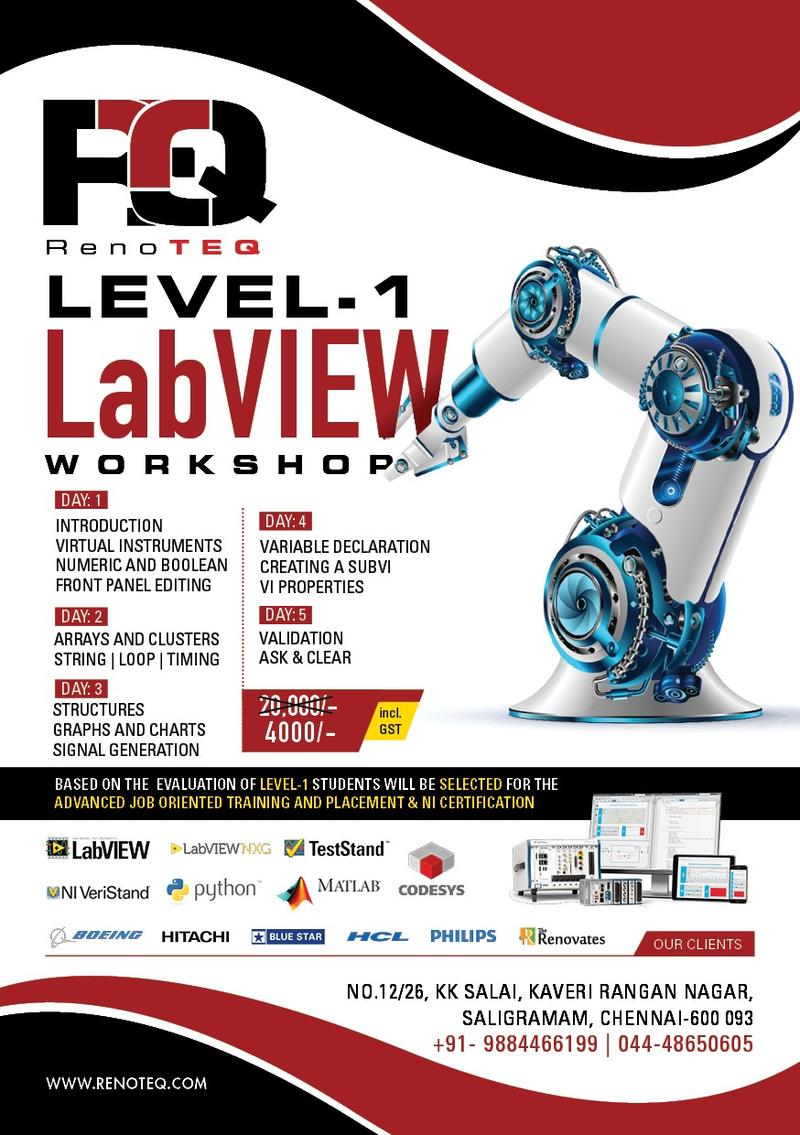 RTQ
RenoTEQ
LEVEL-1
LabVIEW
WORKSHOP
DAY: 1
INTRODUCTION
VIRTUAL INSTRUMENTS
NUMERIC AND BOOLEAN
FRONT PANEL EDITING
DAY: 2
ARRAYS AND CLUSTERS
STRING | LOOP | TIMING
DAY: 3
STRUCTURES
GRAPHS AND CHARTS
SIGNAL GENERATION
DAY: 4
VARIABLE DECLARATION
CREATING A SUBVI
VI PROPERTIES
DAY: 5
VALIDATION
ASK & CLEAR
20,000/-
4000/-
incl.
GST
BASED ON THE EVALUATION OF LEVEL-1 STUDENTS WILL BE SELECTED FOR THE
ADVANCED JOB ORIENTED TRAINING AND PLACEMENT & NI CERTIFICATION
LabVIEW
LabVIEW NXG
TestStand™
CODESYS
NI VeriStand
python™
MATLAB
BOEING
HITACHI
BLUE STAR
HCL
PHILIPS
The
Renovates
OUR CLIENTS
NO.12/26, KK SALAI, KAVERI RANGAN NAGAR,
SALIGRAMAM, CHENNAI-600 093
+91- 9884466199 | 044-48650605
WWW.RENOTEQ.COM